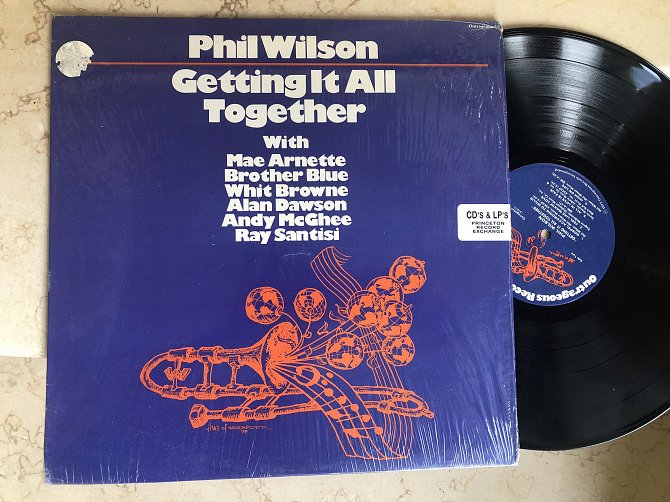 Phil Wilson
Getting It All
Together
With
Mae Arnette
Brother Blue
Whit Browne
Alan Dawson
Andy McGhee
Ray Santisi
CD'S & LP'S
PRINCETON
RECORD
EXCHANGE
Outrageous